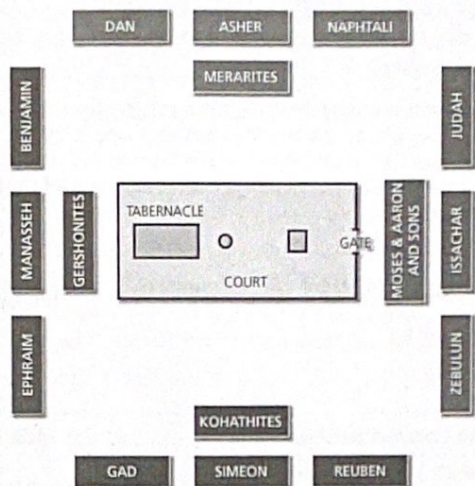 DAN
ASHER
NAPHTALI
MERARITES
BENJAMIN
JUDAH
MANASSEH
GERSHONITES
TABERNACLE
GATE
COURT
MOSES & AARON
AND SONS
ISSACHAR
EPHRAIM
ZEBULUN
KOHATHITES
GAD
SIMEON
REUBEN